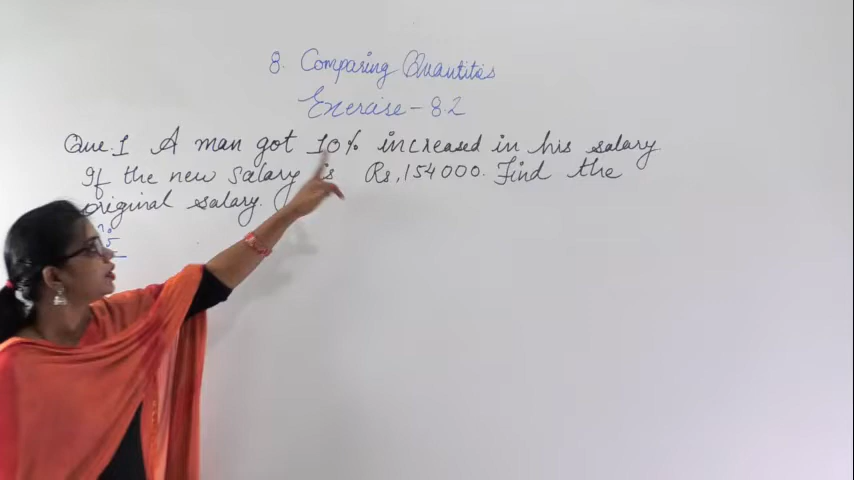 8. Comparing Quantities
Exercise - 8.2
Que.1 A man got 10% increased in his salary
If the new salary is Rs.,154000. Find the
original salary.